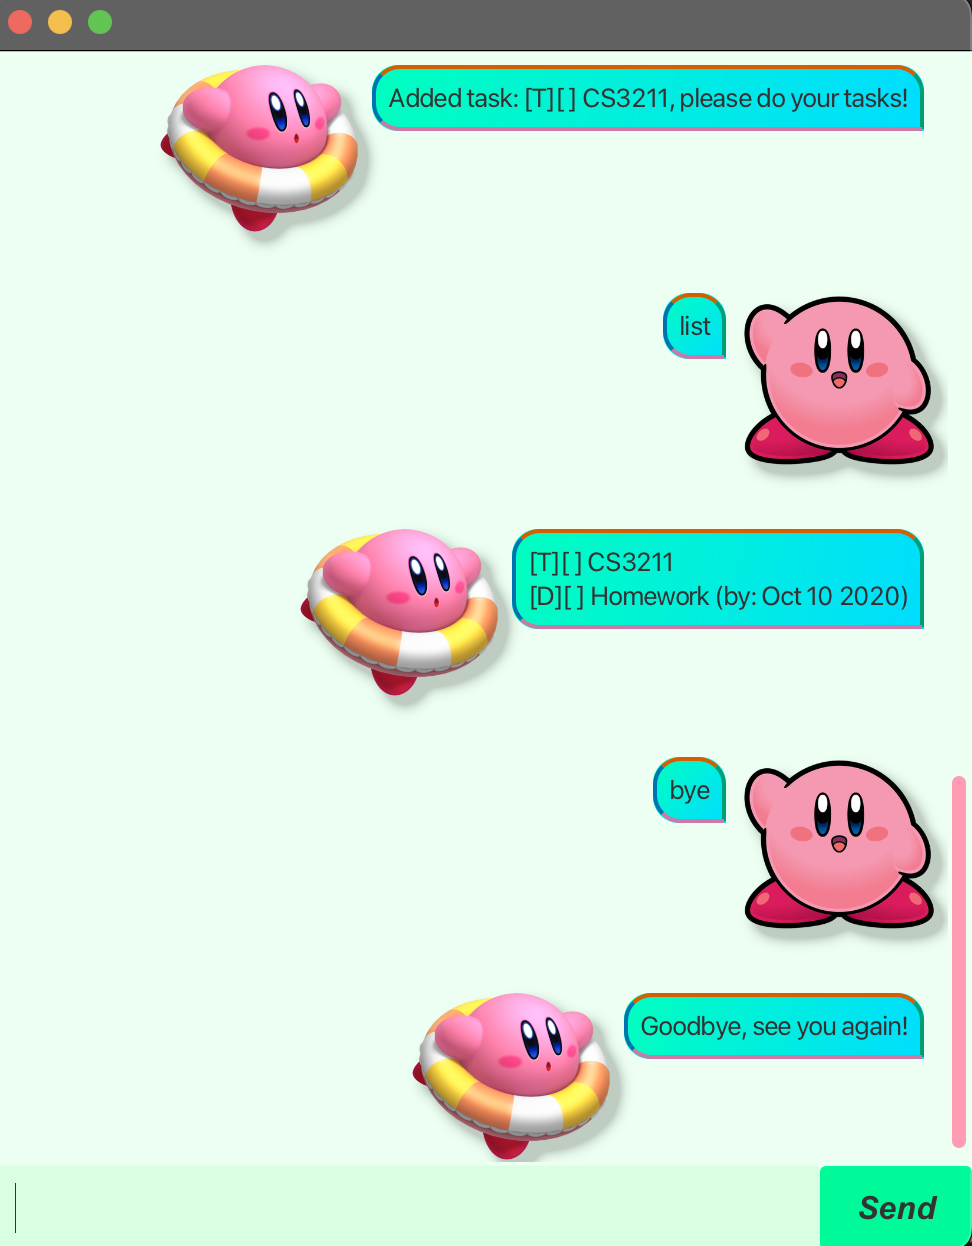 Added task: [T][ ] CS3211, please do your tasks!
list
[T][ ] CS3211
[D][ ] Homework (by: Oct 10 2020)
bye
Goodbye, see you again!
Send